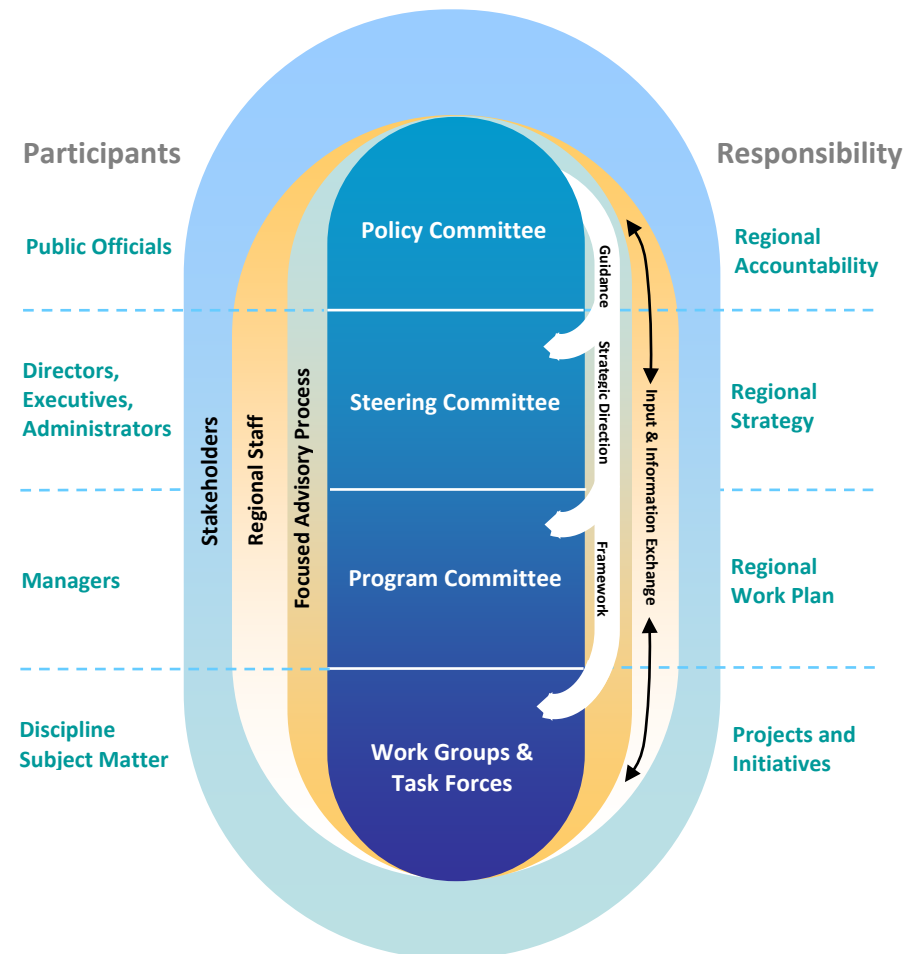 Participants
Responsibility
Public Officials
Policy Committee
Regional
Accountability
Guidance
Directors,
Executives,
Administrators
Steering Committee
Strategic Direction
Regional
Strategy
Stakeholders
Regional Staff
Focused Advisory Process
Input & Information Exchange
Managers
Program Committee
Framework
Regional
Work Plan
Discipline
Subject Matter
Work Groups &
Task Forces
Projects and
Initiatives